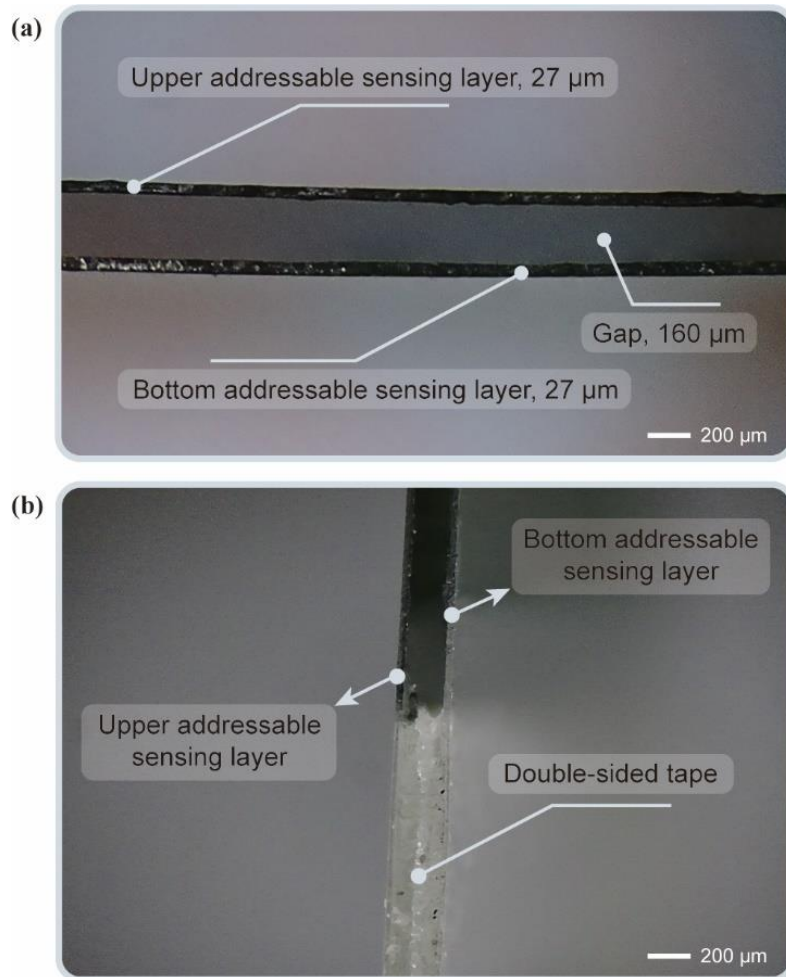 (a)
Upper addressable sensing layer, 27 μm
Gap, 160 μm
Bottom addressable sensing layer, 27 μm
200 μm
(b)
Bottom addressable
sensing layer
Upper addressable
sensing layer
Double-sided tape
200 μm